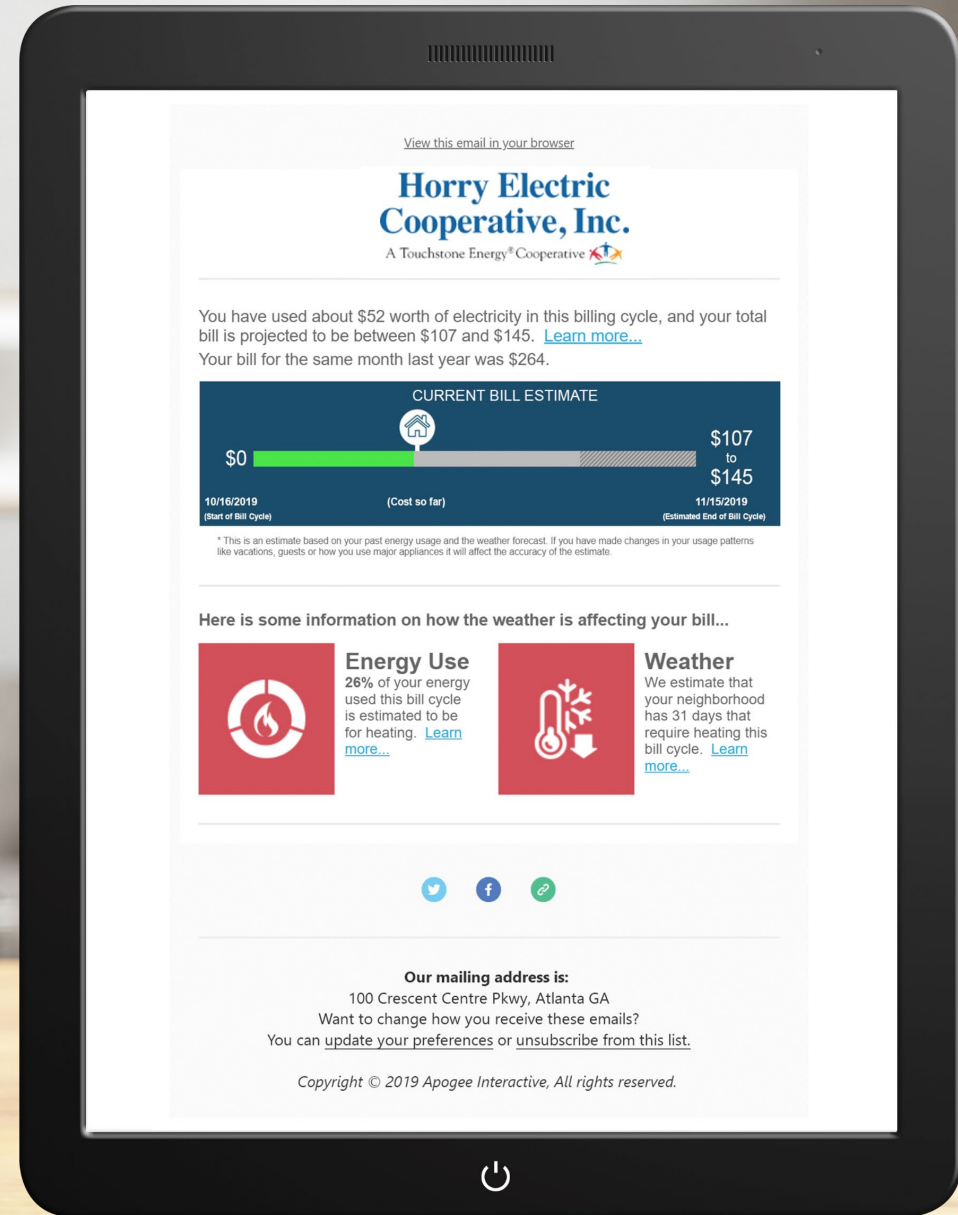 View this email in your browser
Horry Electric
Cooperative, Inc.
A Touchstone Energy® Cooperative
You have used about $52 worth of electricity in this billing cycle, and your total
bill is projected to be between $107 and $145. Learn more...
Your bill for the same month last year was $264.
CURRENT BILL ESTIMATE
$0
$107
to
$145
10/16/2019
(Start of Bill Cycle)
(Cost so far)
11/15/2019
(Estimated End of Bill Cycle)
* This is an estimate based on your past energy usage and the weather forecast. If you have made changes in your usage patterns
like vacations, guests or how you use major appliances it will affect the accuracy of the estimate.
Here is some information on how the weather is affecting your bill...
Energy Use
26% of your energy
used this bill cycle
is estimated to be
for heating. Learn
more...
Weather
We estimate that
your neighborhood
has 31 days that
require heating this
bill cycle. Learn
more...
Our mailing address is:
100 Crescent Centre Pkwy, Atlanta GA
Want to change how you receive these emails?
You can update your preferences or unsubscribe from this list.
Copyright © 2019 Apogee Interactive, All rights reserved.